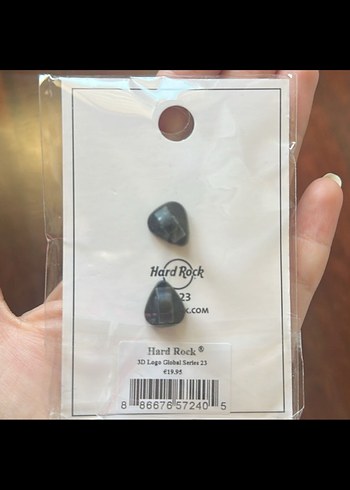 Hard Rock
23
.COM
Hard Rock®
3D Logo Global Series 23
€19.95
8 86676 57240 5